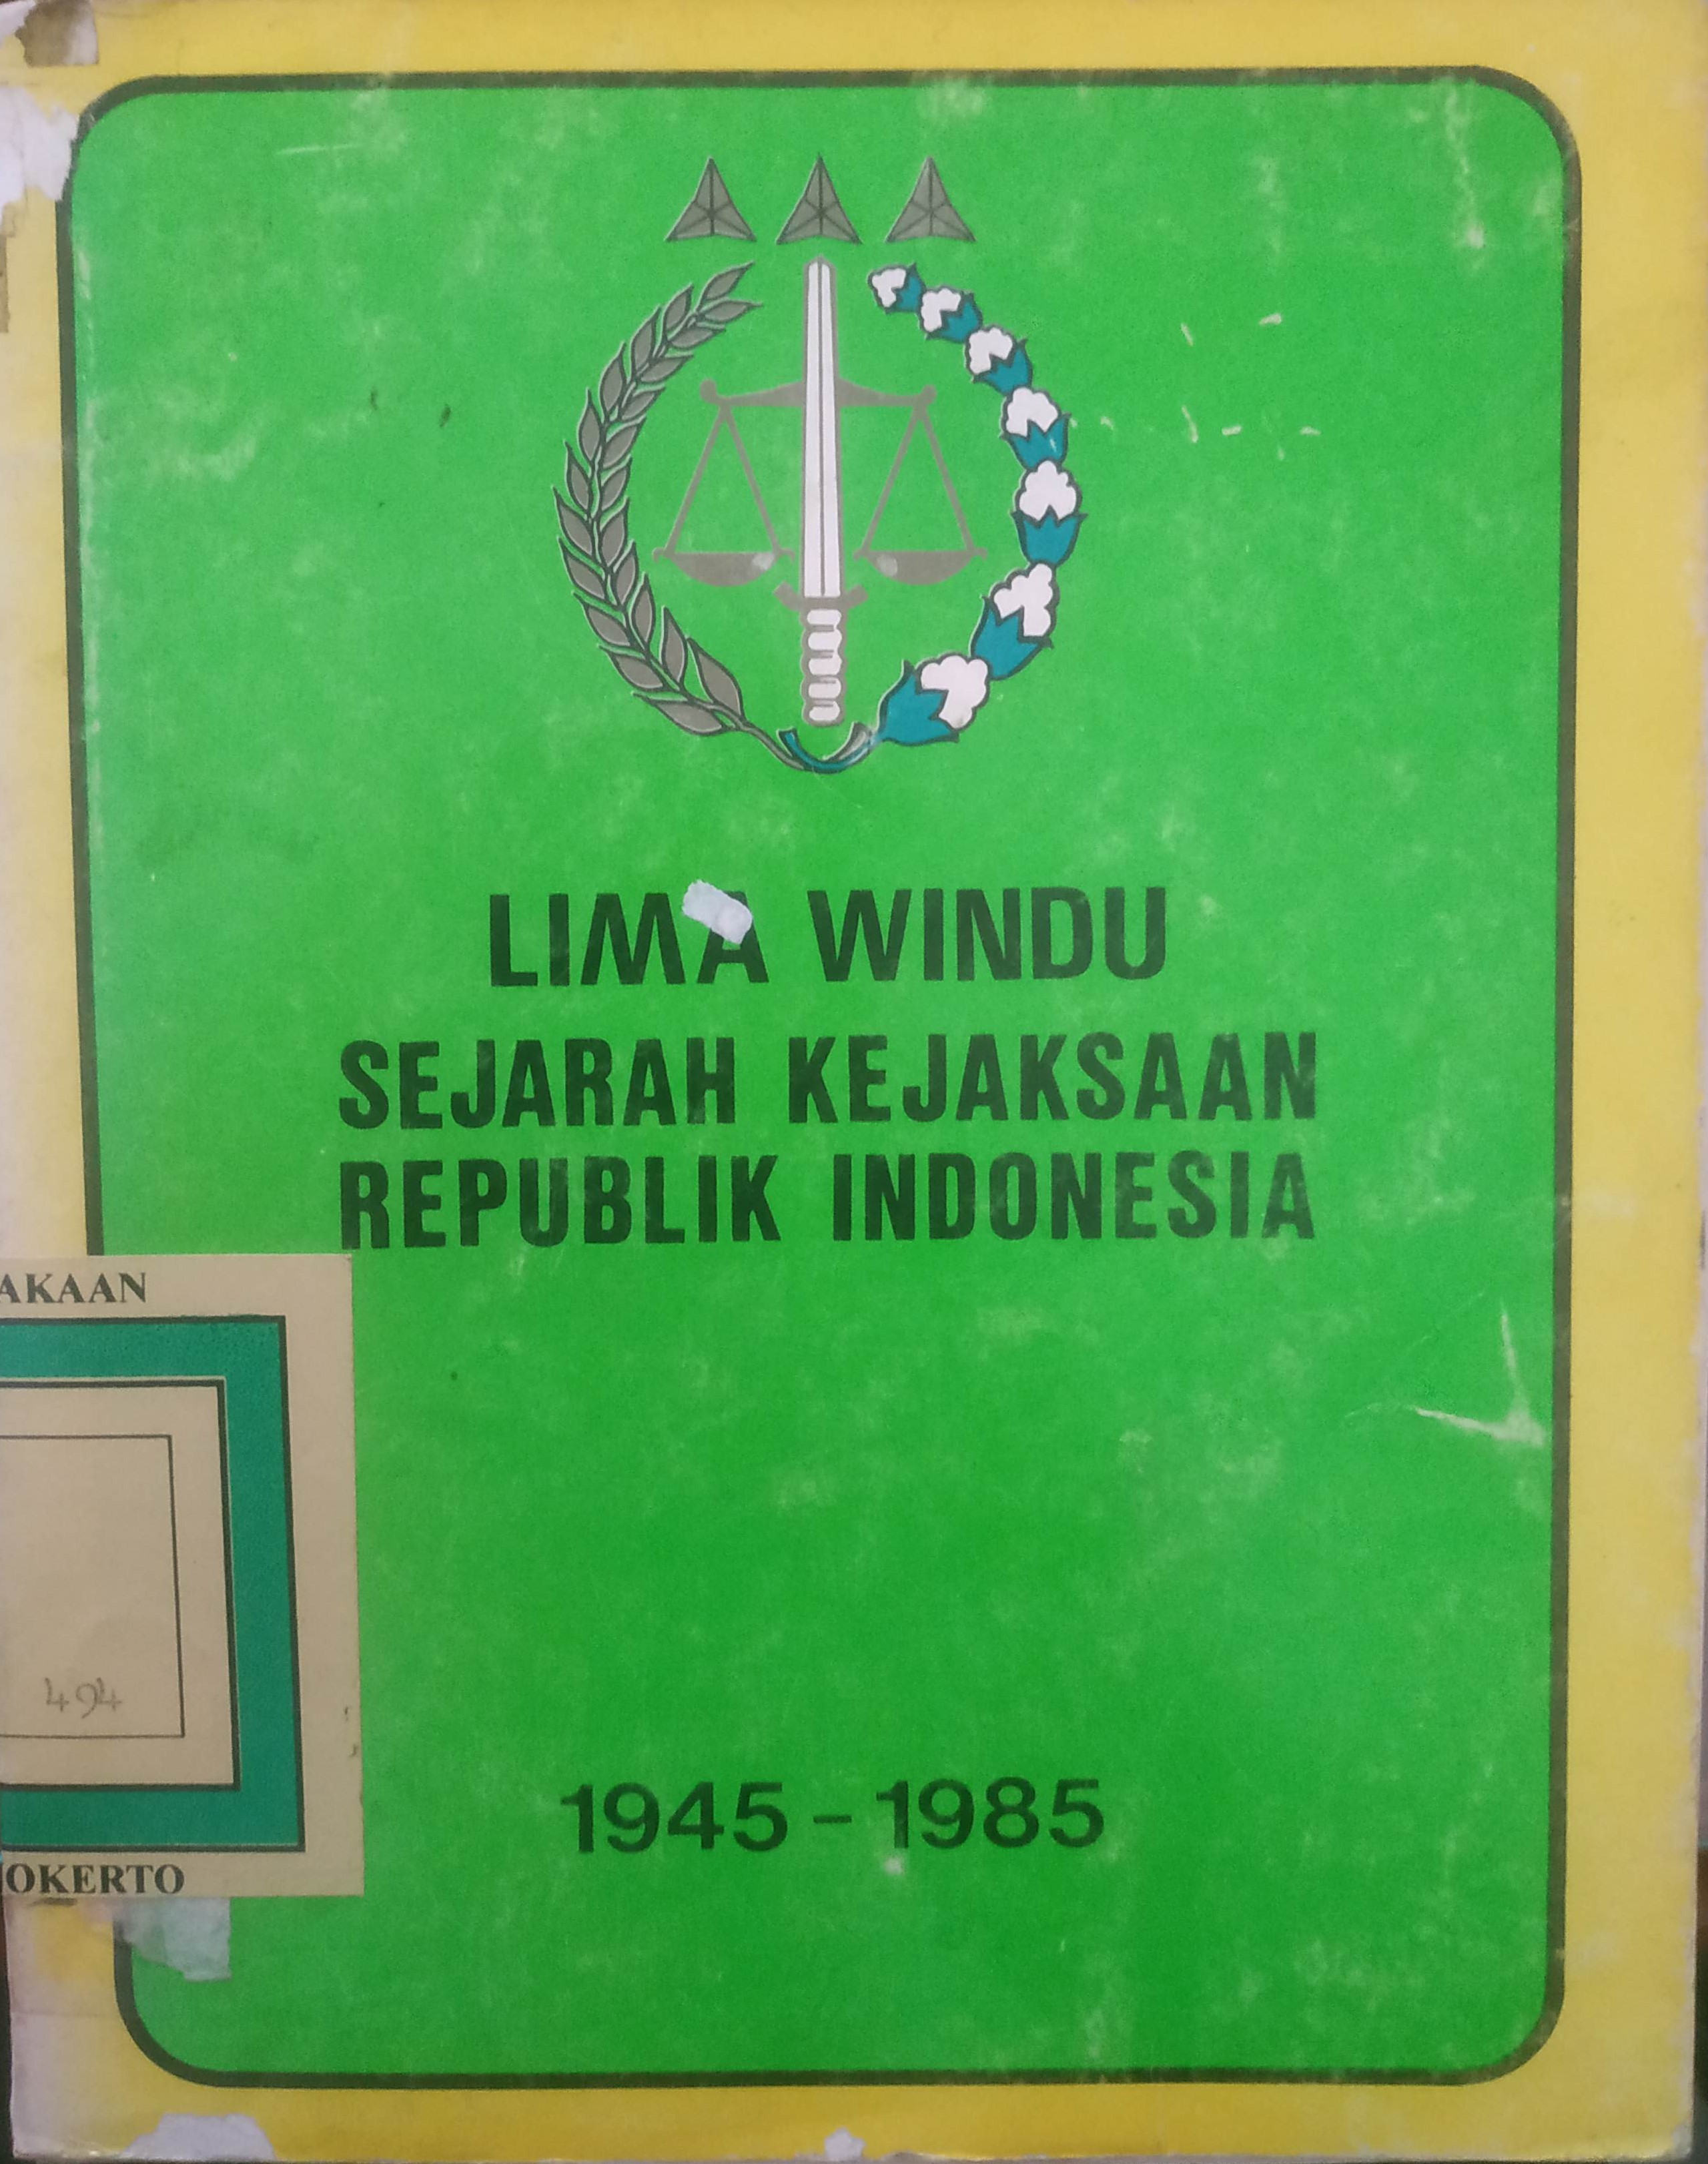 LIMA WINDU
SEJARAH KEJAKSAAN
REPUBLIK INDONESIA
AKAAN
494
1945-1985
OKERTO